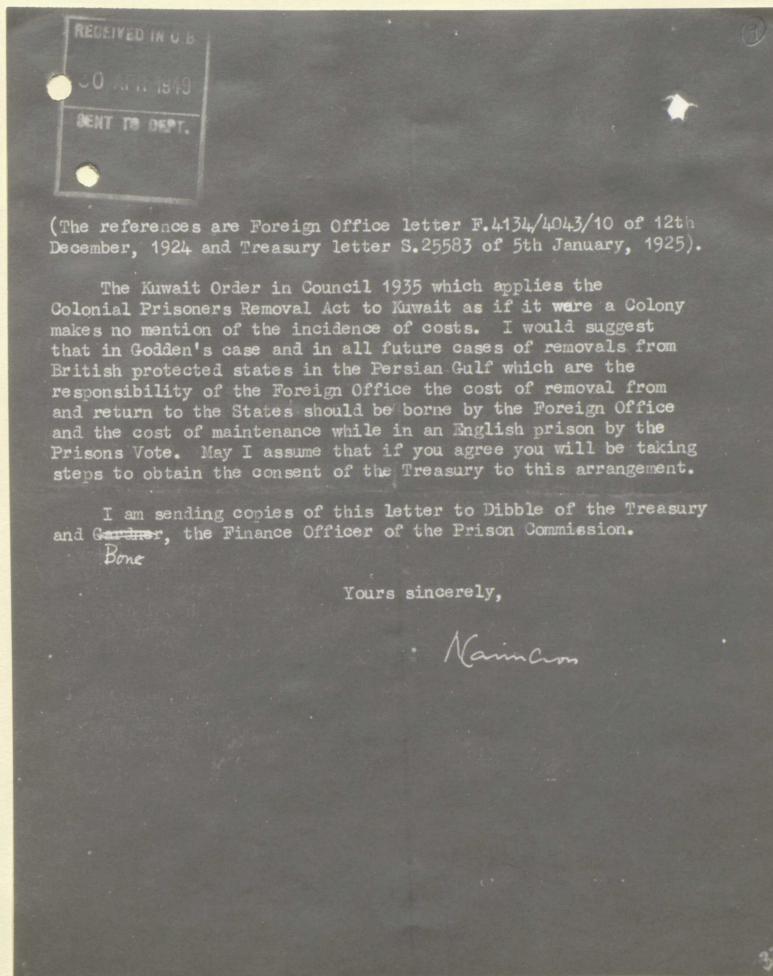 RECEIVED IN C.B.
30 APR 1949
SENT TO DEPT.
(The references are Foreign Office letter F.4134/4043/10 of 12th
December, 1924 and Treasury letter S.25583 of 5th January, 1925).
The Kuwait Order in Council 1935 which applies the
Colonial Prisoners Removal Act to Kuwait as if it were a Colony
makes no mention of the incidence of costs. I would suggest
that in Godden's case and in all future cases of removals from
British protected states in the Persian Gulf which are the
responsibility of the Foreign Office the cost of removal from
and return to the States should be borne by the Foreign Office
and the cost of maintenance while in an English prison by the
Prisons Vote. May I assume that if you agree you will be taking
steps to obtain the consent of the Treasury to this arrangement.
I am sending copies of this letter to Dibble of the Treasury
and Gardner, the Finance Officer of the Prison Commission.
Bone
Yours sincerely,